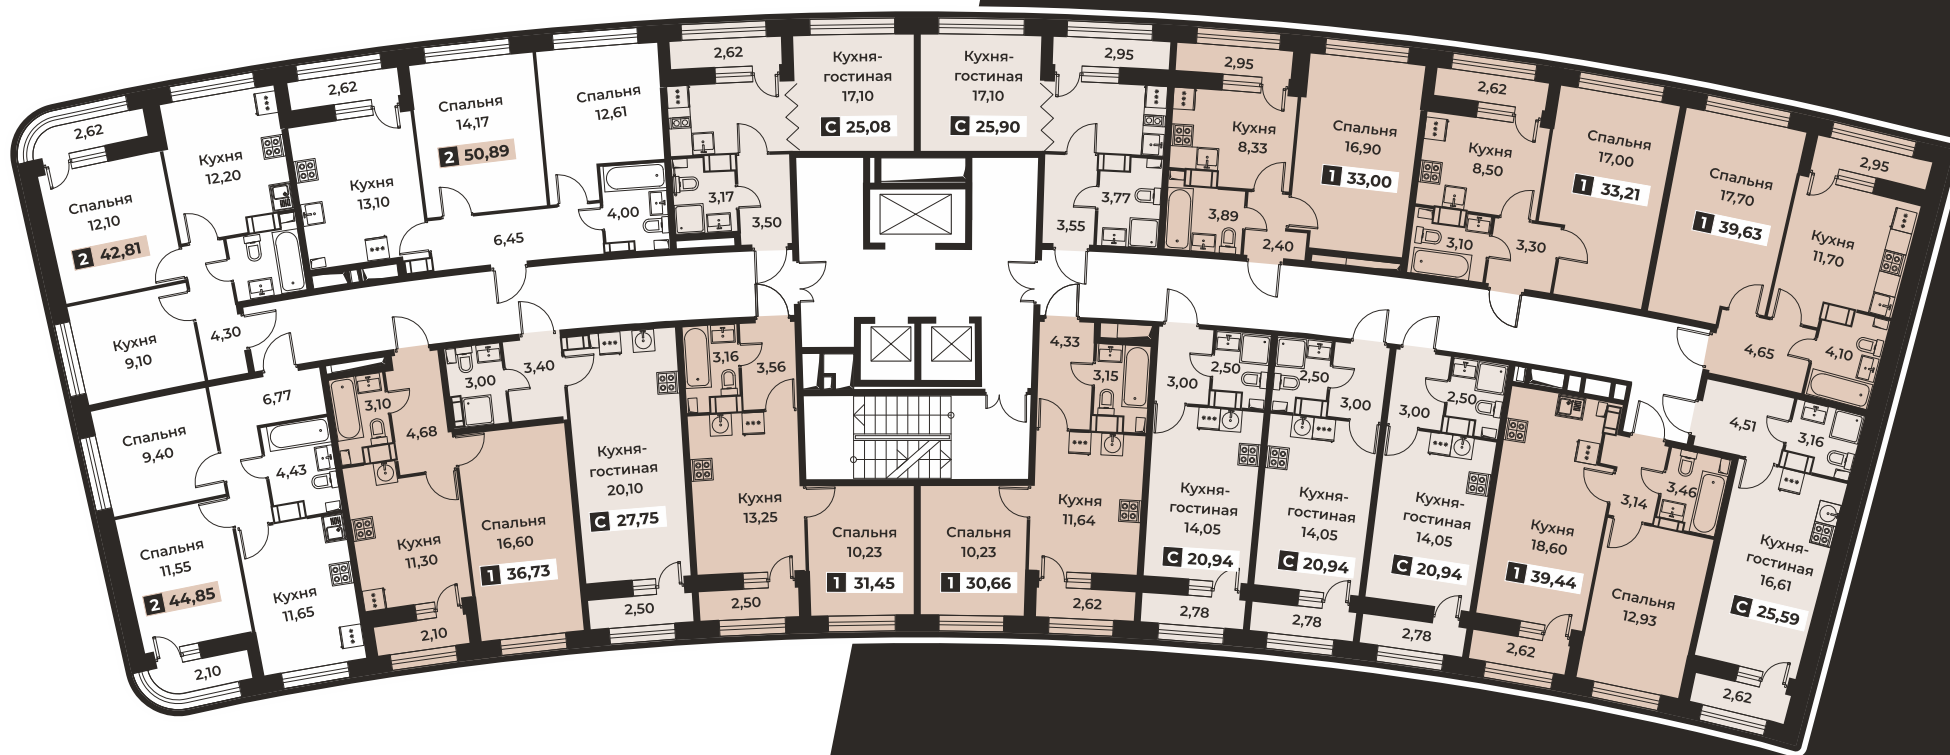 2,62
Спальня
12,10
2 42,81
Кухня
12,20
4,30
Кухня
9,10
2,62
Кухня
13,10
Спальня
14,17
2 50,89
Спальня
12,61
4,00
6,45
2,62
Кухня-
гостиная
17,10
С 25,08
3,17
3,50
Кухня-
гостиная
17,10
С 25,90
2,95
3,77
3,55
2,95
Кухня
8,33
Спальня
16,90
1 33,00
3,89
2,40
2,62
Кухня
8,50
Спальня
17,00
1 33,21
3,10
3,30
Спальня
17,70
1 39,63
2,95
Кухня
11,70
4,65
4,10
6,77
Спальня
9,40
4,43
Спальня
11,55
2 44,85
Кухня
11,65
2,10
3,10
4,68
Кухня
11,30
Спальня
16,60
1 36,73
2,10
3,00
3,40
Кухня-
гостиная
20,10
С 27,75
2,50
3,16
3,56
Кухня
13,25
Спальня
10,23
1 31,45
2,50
4,33
3,15
Спальня
10,23
1 30,66
Кухня
11,64
2,62
3,00
2,50
Кухня-
гостиная
14,05
С 20,94
2,78
2,50
3,00
Кухня-
гостиная
14,05
С 20,94
2,78
3,00
2,50
Кухня-
гостиная
14,05
С 20,94
2,78
Кухня
18,60
1 39,44
3,14
3,46
Спальня
12,93
2,62
4,51
3,16
Кухня-
гостиная
16,61
С 25,59
2,62